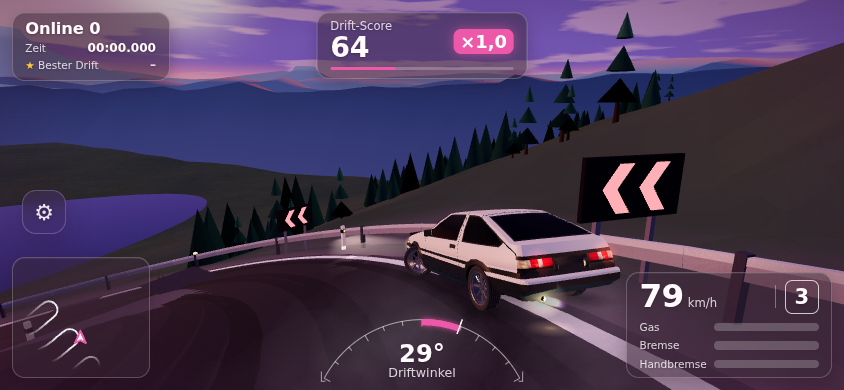 Online 0
Zeit 00:00.000
★ Bester Drift –
Drift-Score
64
×1,0
79 km/h 3
Gas
Bremse
Handbremse
29°
Driftwinkel